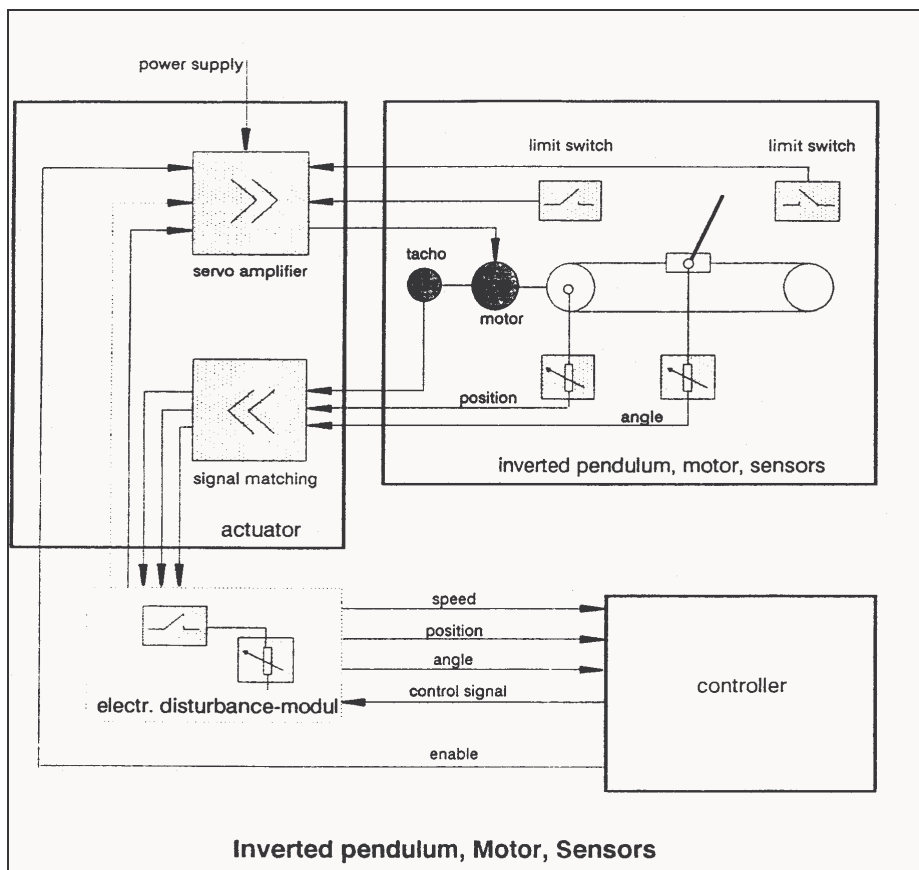 power supply
limit switch
limit switch
servo amplifier
tacho
motor
position
angle
signal matching
inverted pendulum, motor, sensors
actuator
speed
position
angle
control signal
controller
electr. disturbance-modul
enable
Inverted pendulum, Motor, Sensors